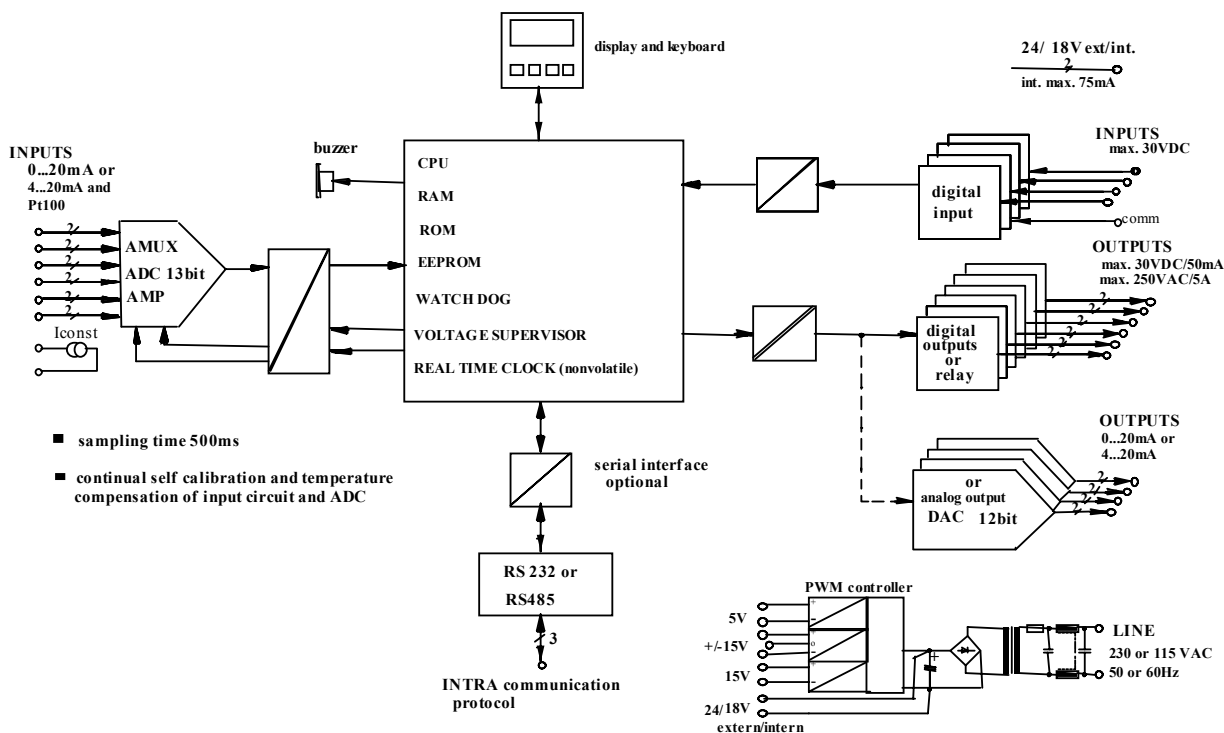 display and keyboard
24/ 18V ext/int.
2
int. max. 75mA
INPUTS
0...20mA or
4...20mA and
Pt100
buzzer
CPU
RAM
ROM
EEPROM
WATCH DOG
VOLTAGE SUPERVISOR
REAL TIME CLOCK (nonvolatile)
INPUTS
max. 30VDC
digital
input
comm
2
2
2
2
2
2
AMUX
ADC 13bit
AMP
Iconst
OUTPUTS
max. 30VDC/50mA
max. 250VAC/5A
2
2
2
2
2
2
digital
outputs
or
relay
■ sampling time 500ms
■ continual self calibration and temperature
compensation of input circuit and ADC
serial interface
optional
OUTPUTS
0...20mA or
4...20mA
2
2
2
2
or
analog output
DAC 12bit
RS 232 or
RS485
3
INTRA communication
protocol
PWM controller
5V
+/-15V
15V
24/18V
extern/intern
+
−
+
o
−
+
−
+
LINE
230 or 115 VAC
50 or 60Hz